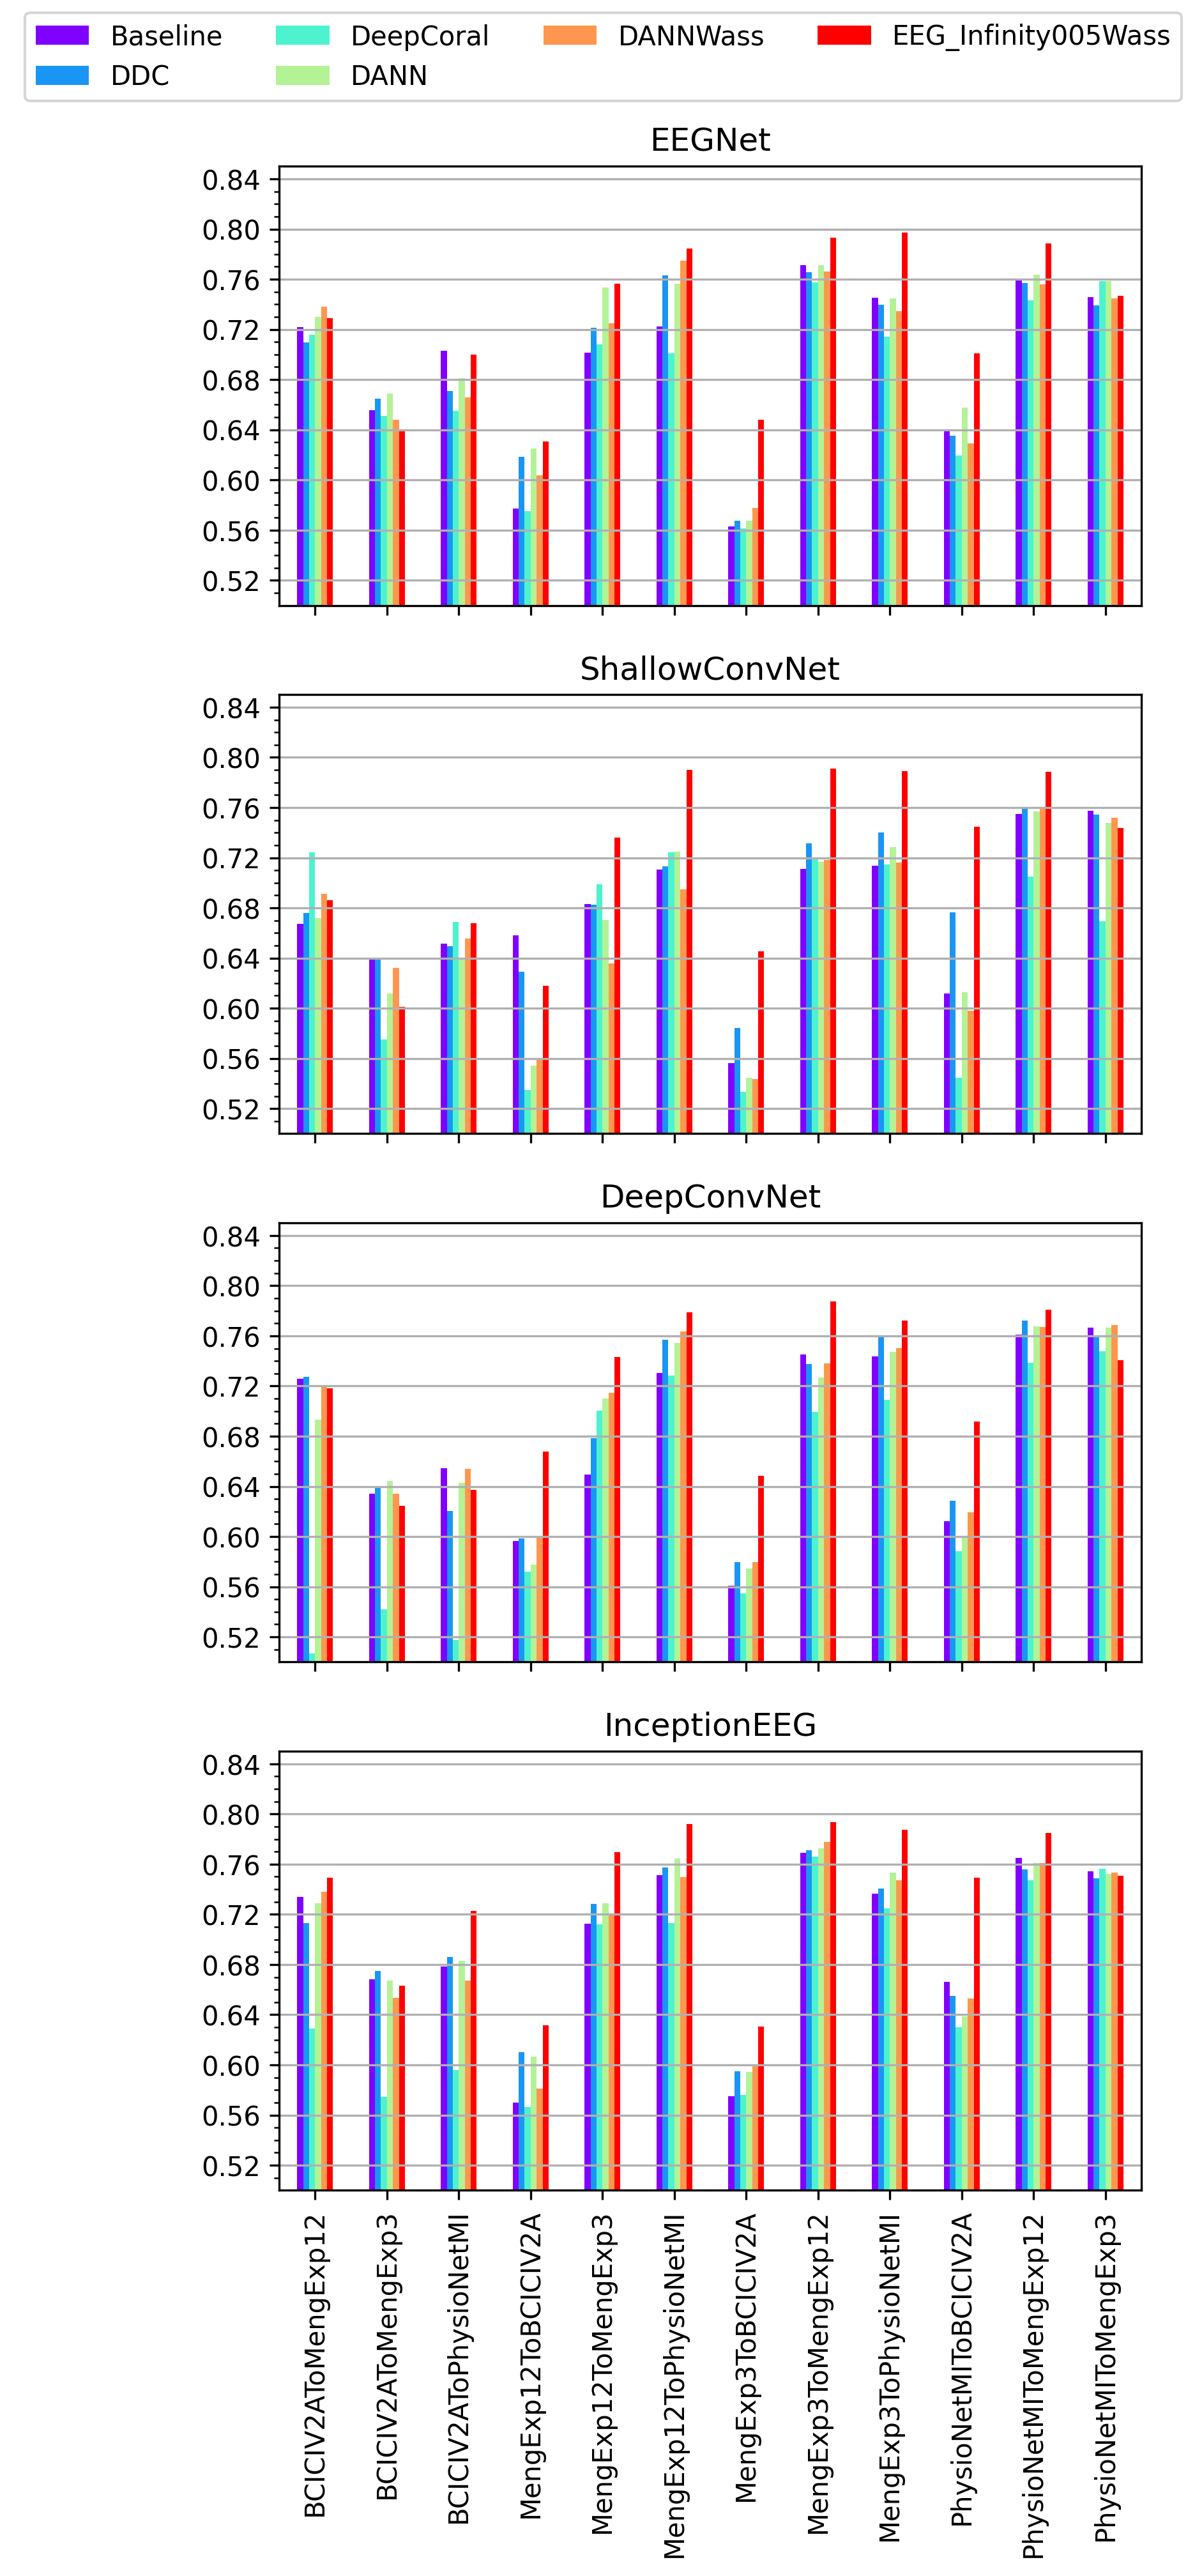 Baseline DeepCoral DANNWass EEG_Infinity005Wass
DDC DANN
EEGNet
0.84
0.80
0.76
0.72
0.68
0.64
0.60
0.56
0.52
ShallowConvNet
0.84
0.80
0.76
0.72
0.68
0.64
0.60
0.56
0.52
DeepConvNet
0.84
0.80
0.76
0.72
0.68
0.64
0.60
0.56
0.52
InceptionEEG
0.84
0.80
0.76
0.72
0.68
0.64
0.60
0.56
0.52
BCICIV2AToMengExp12
BCICIV2AToMengExp3
BCICIV2AToPhysioNetMI
MengExp12ToBCICIV2A
MengExp12ToMengExp3
MengExp12ToPhysioNetMI
MengExp3ToBCICIV2A
MengExp3ToMengExp12
MengExp3ToPhysioNetMI
PhysioNetMIToBCICIV2A
PhysioNetMIToMengExp12
PhysioNetMIToMengExp3